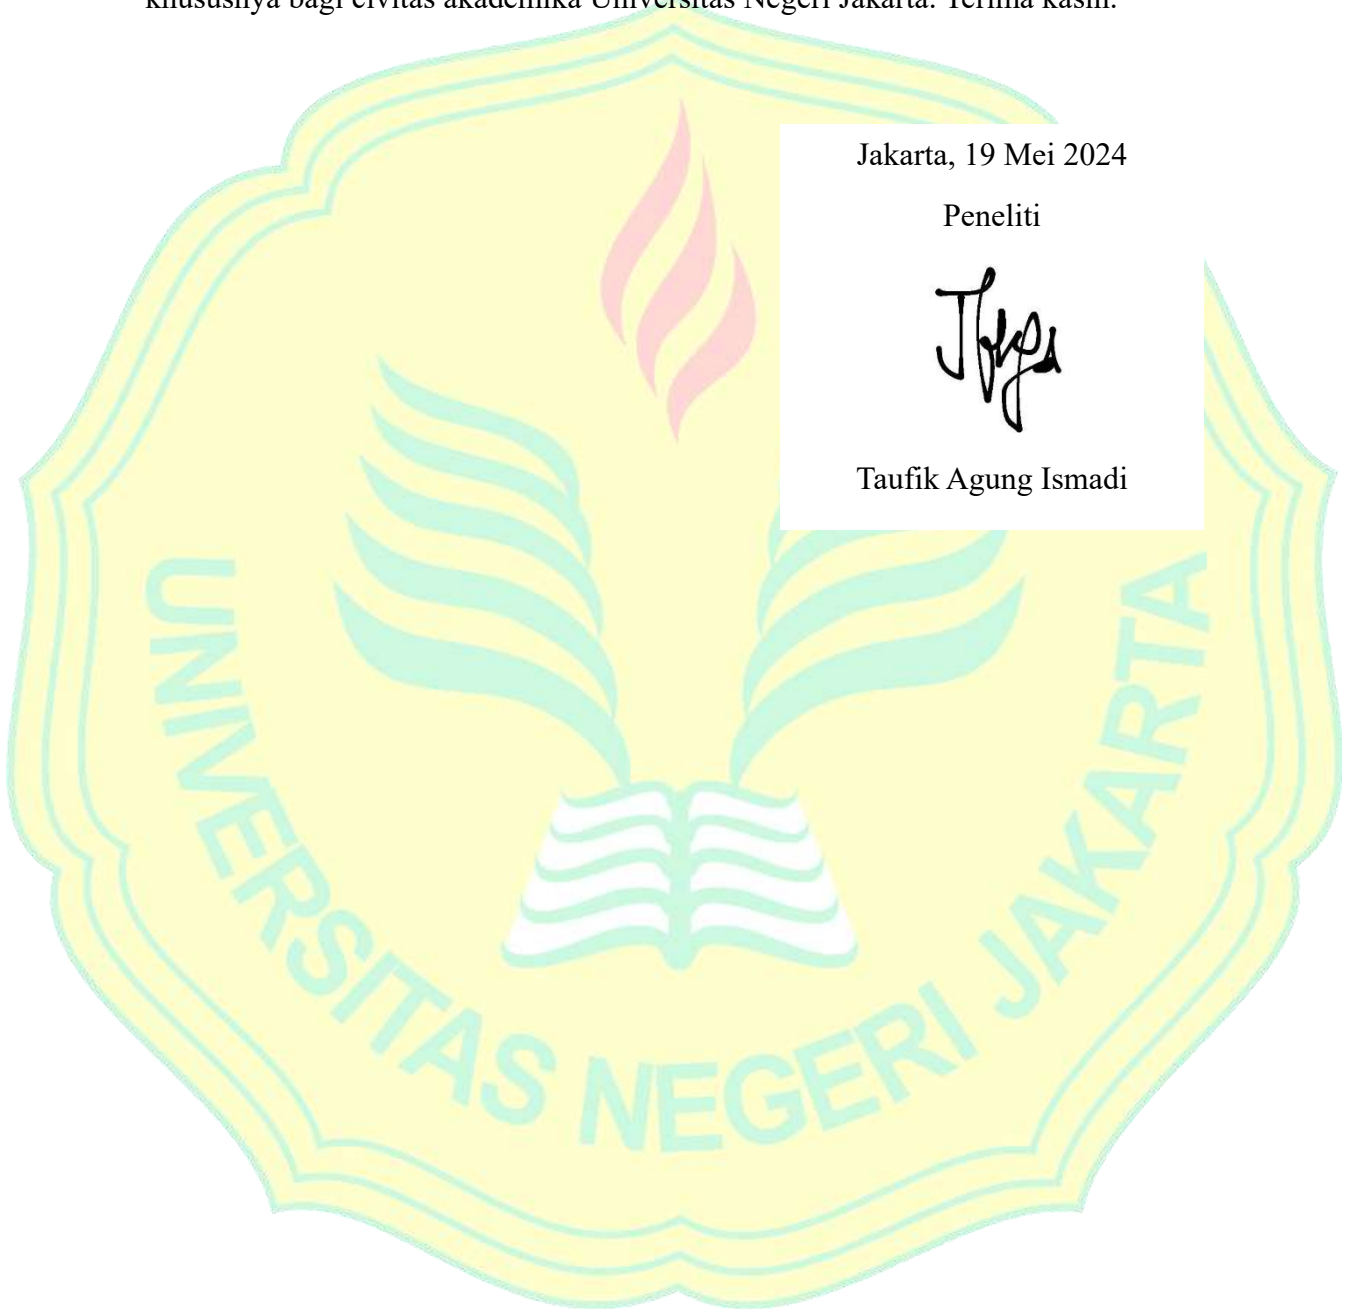 khususnya bagi civitas akademika Universitas Negeri Jakarta. Terima kasih.
Jakarta, 19 Mei 2024
Peneliti
Taufik Agung Ismadi
UNIVERSITAS NEGERI JAKARTA